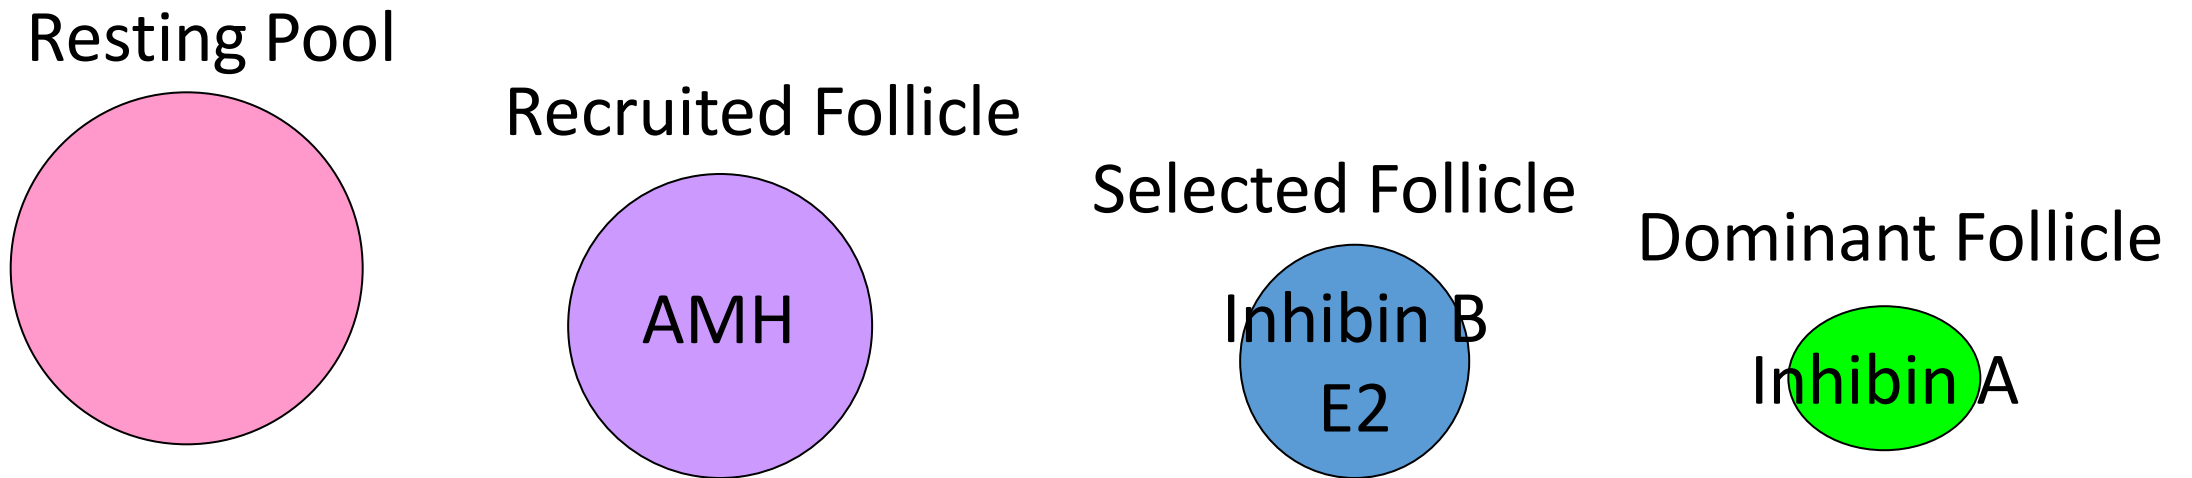 Resting Pool
Recruited Follicle
AMH
Selected Follicle
Inhibin B
E2
Dominant Follicle
Inhibin A